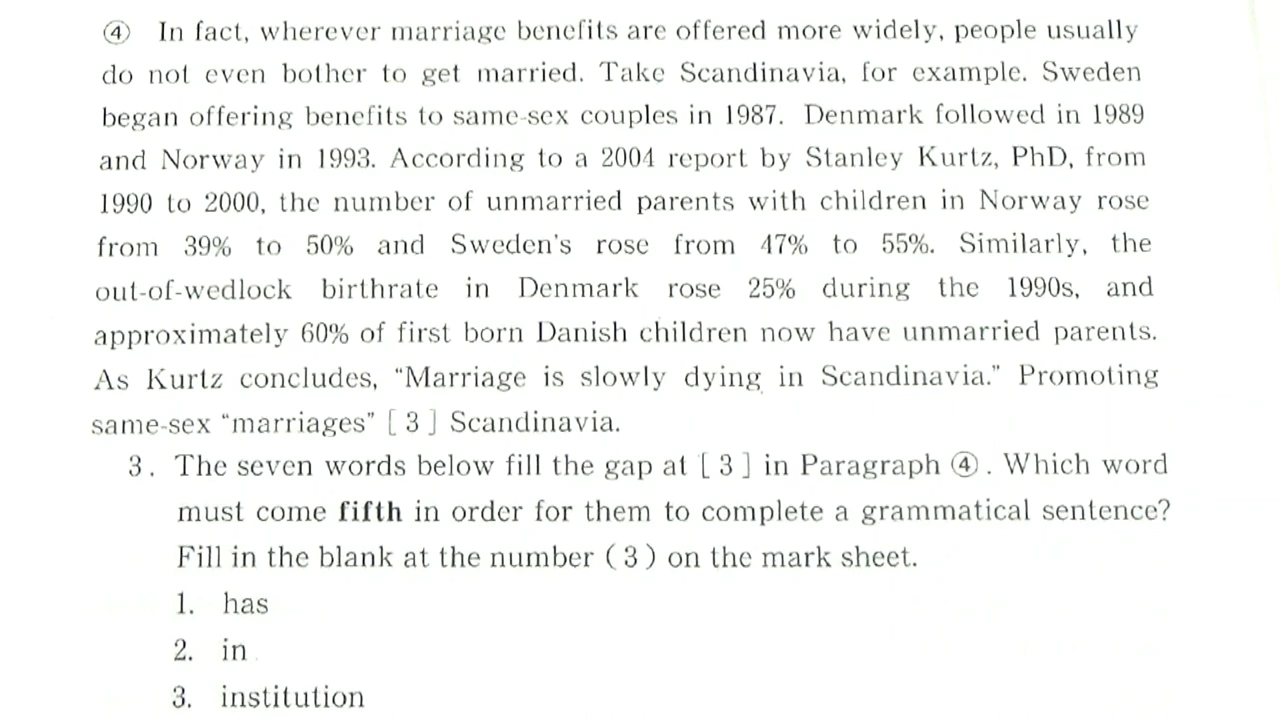 ④ In fact, wherever marriage benefits are offered more widely, people usually
do not even bother to get married. Take Scandinavia, for example. Sweden
began offering benefits to same-sex couples in 1987. Denmark followed in 1989
and Norway in 1993. According to a 2004 report by Stanley Kurtz, PhD, from
1990 to 2000, the number of unmarried parents with children in Norway rose
from 39% to 50% and Sweden's rose from 47% to 55%. Similarly, the
out-of-wedlock birthrate in Denmark rose 25% during the 1990s, and
approximately 60% of first born Danish children now have unmarried parents.
As Kurtz concludes, “Marriage is slowly dying in Scandinavia.” Promoting
same-sex “marriages” [ 3 ] Scandinavia.
3. The seven words below fill the gap at [ 3 ] in Paragraph ④. Which word
must come fifth in order for them to complete a grammatical sentence?
Fill in the blank at the number ( 3 ) on the mark sheet.
1. has
2. in
3. institution